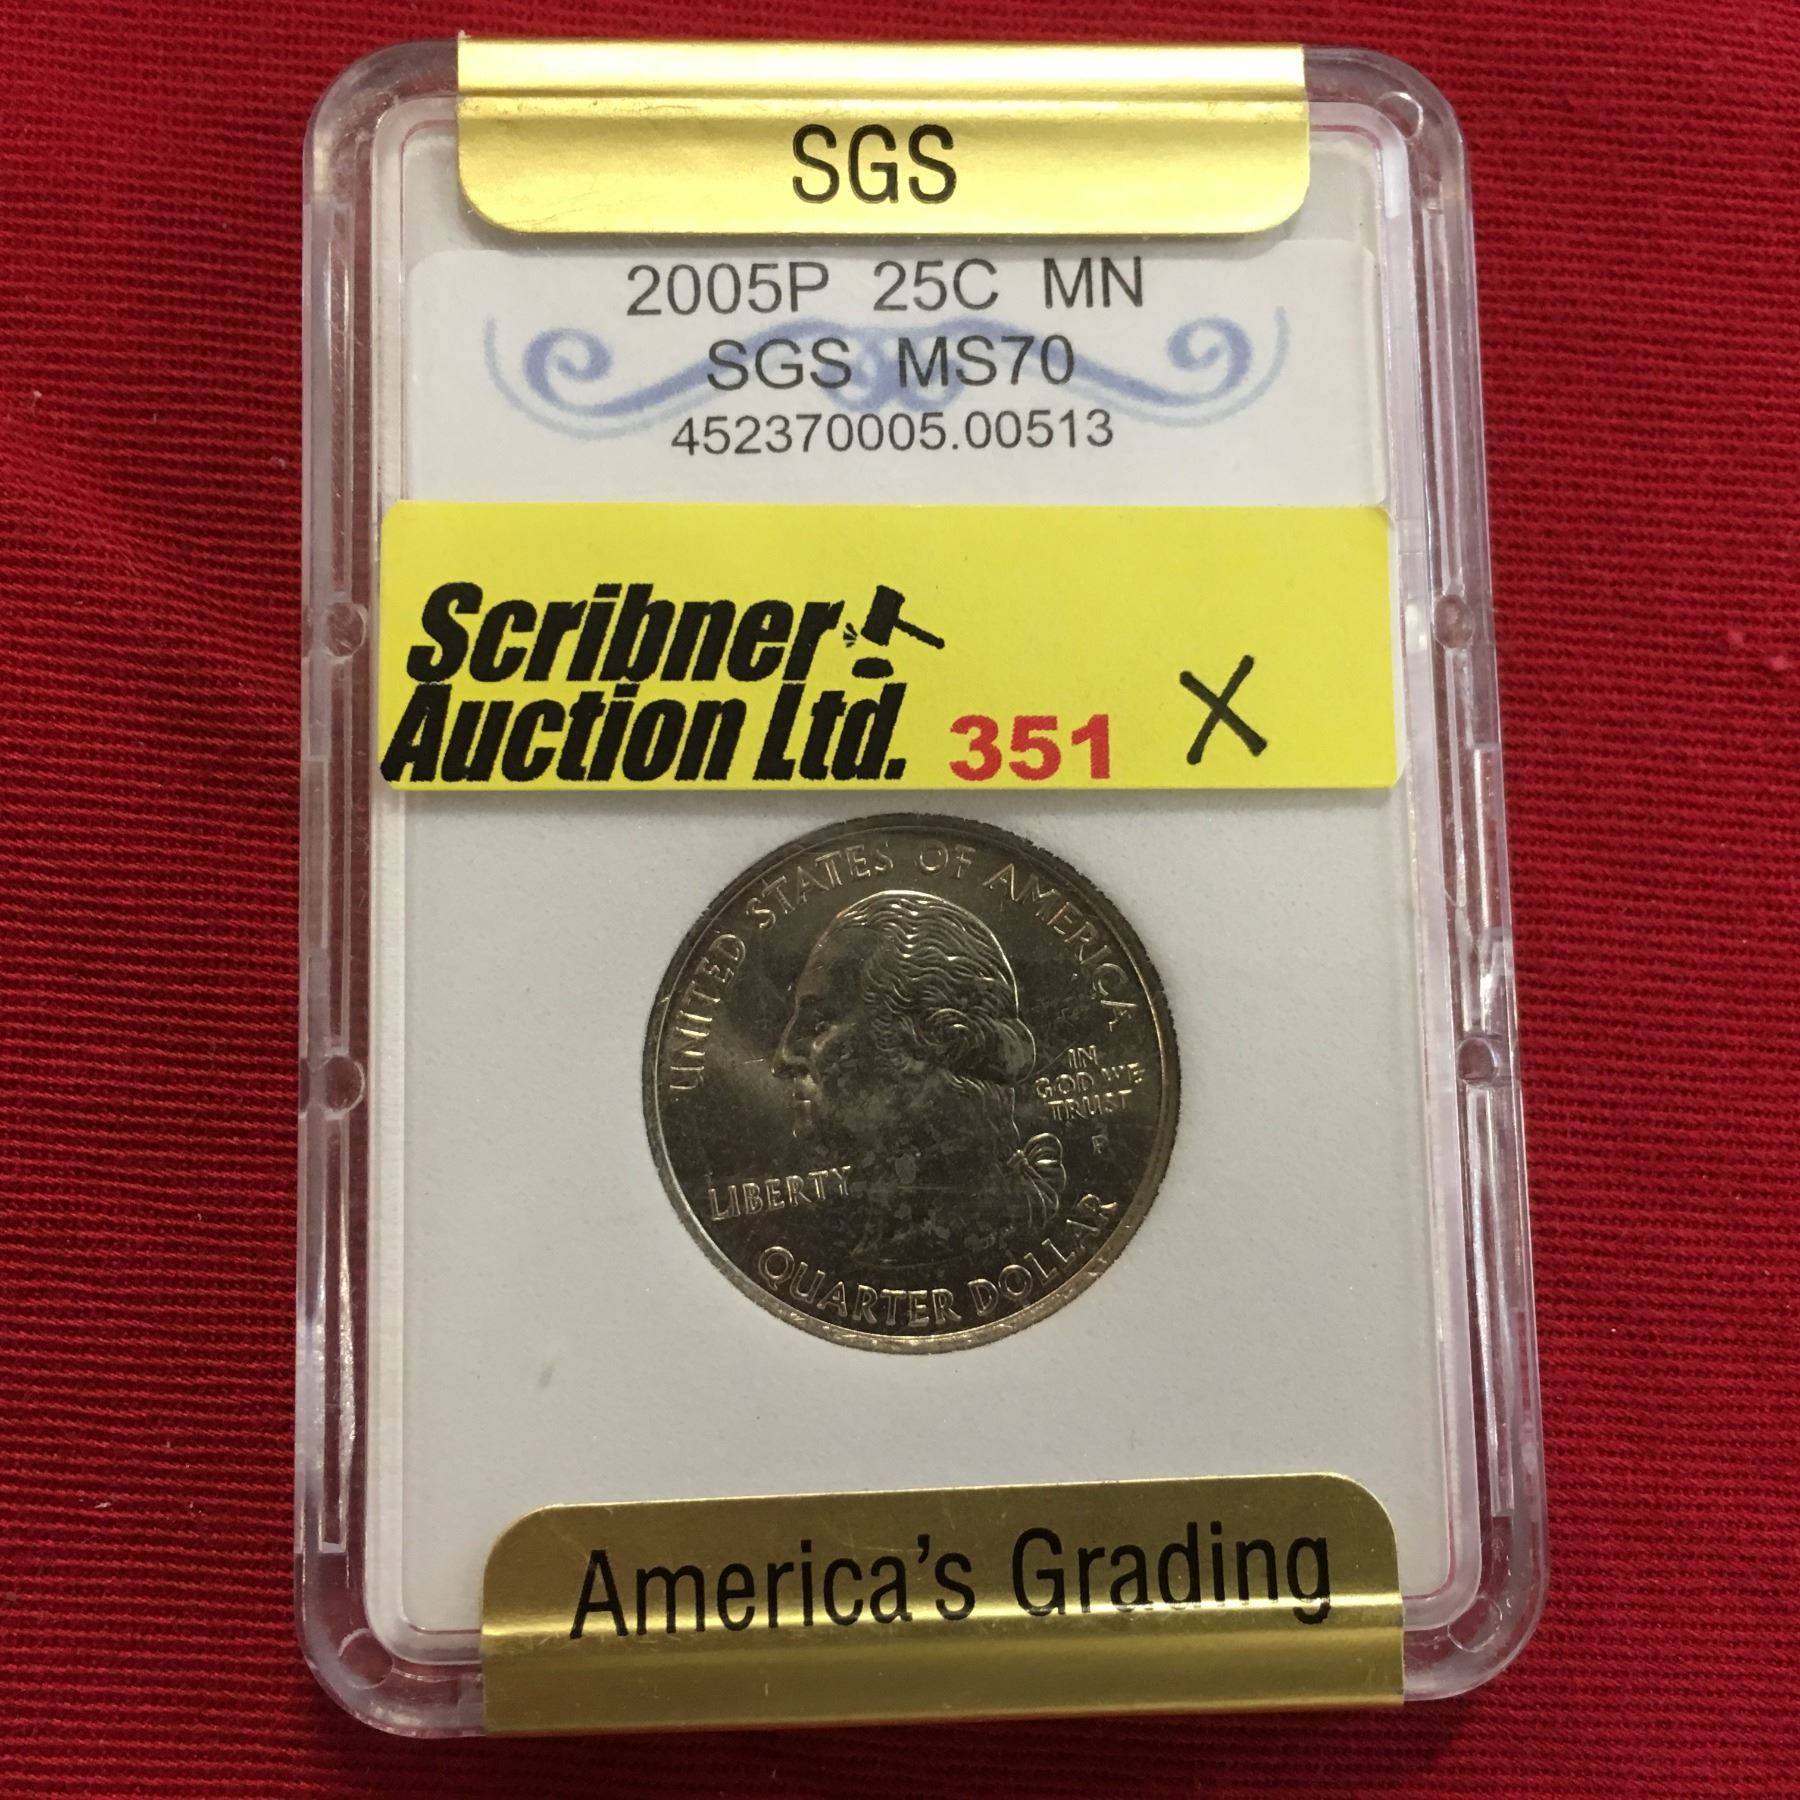 SGS
2005P 25C MN
SGS MS70
452370005.00513
Scribner
Auction Ltd. 351 X
UNITED STATES OF AMERICA
IN
GOD WE
TRUST
P
LIBERTY
QUARTER DOLLAR
America's Grading